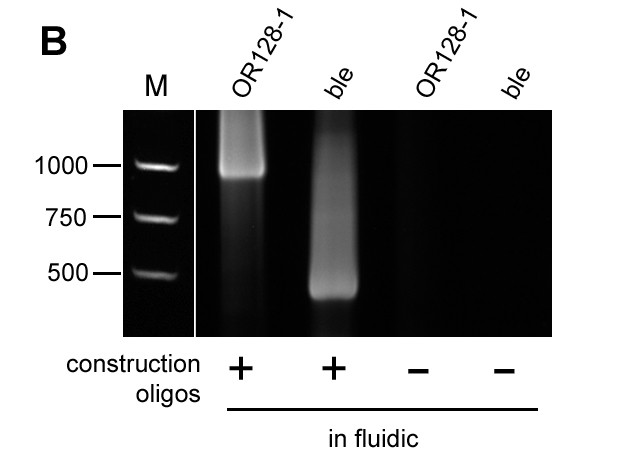 B
M
OR128-1
ble
OR128-1
ble
1000
750
500
construction
oligos
+
+
−
−
in fluidic